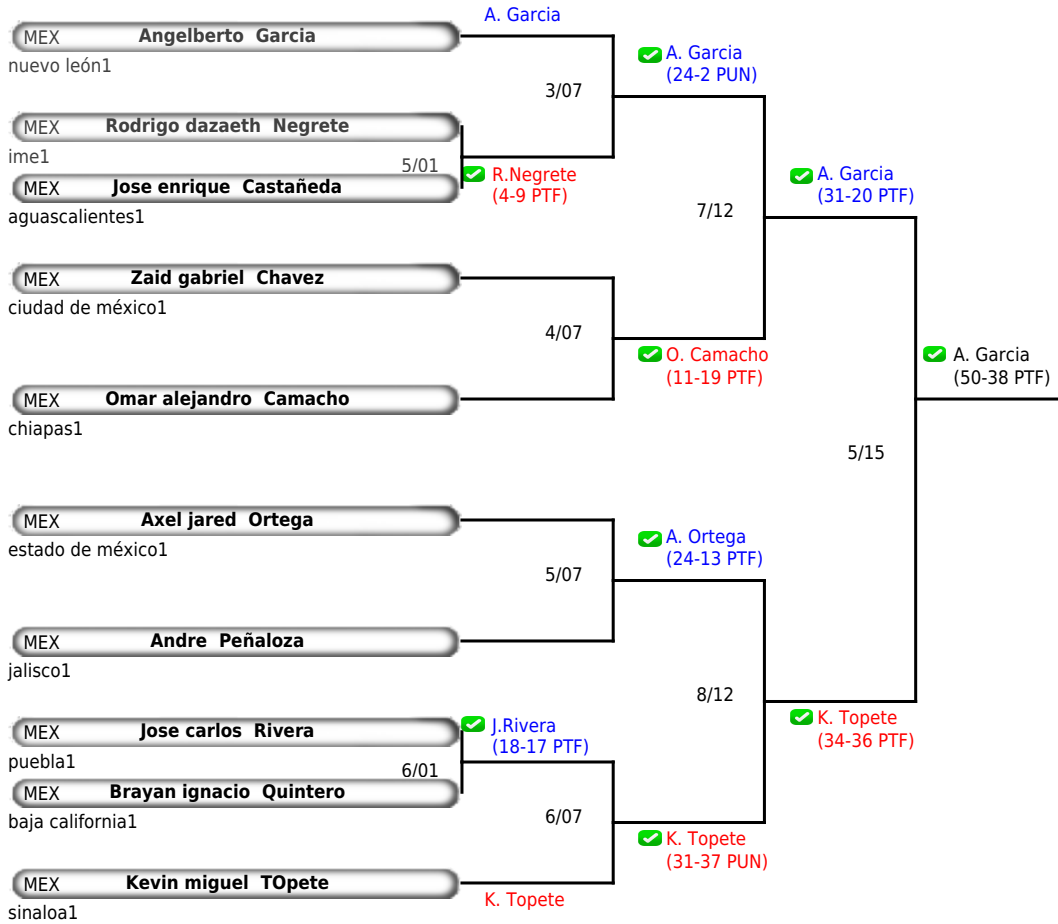 A. Garcia
MEX Angelberto Garcia
nuevo león1
A. Garcia
(24-2 PUN)
3/07
MEX Rodrigo dazaeth Negrete
ime1
5/01
R.Negrete
(4-9 PTF)
MEX Jose enrique Castañeda
aguascalientes1
A. Garcia
(31-20 PTF)
7/12
MEX Zaid gabriel Chavez
ciudad de méxico1
4/07
O. Camacho
(11-19 PTF)
A. Garcia
(50-38 PTF)
MEX Omar alejandro Camacho
chiapas1
5/15
MEX Axel jared Ortega
estado de méxico1
A. Ortega
(24-13 PTF)
5/07
MEX Andre Peñaloza
jalisco1
8/12
K. Topete
(34-36 PTF)
MEX Jose carlos Rivera
puebla1
J.Rivera
(18-17 PTF)
6/01
MEX Brayan ignacio Quintero
baja california1
6/07
K. Topete
(31-37 PUN)
MEX Kevin miguel TOpete
sinaloa1
K. Topete